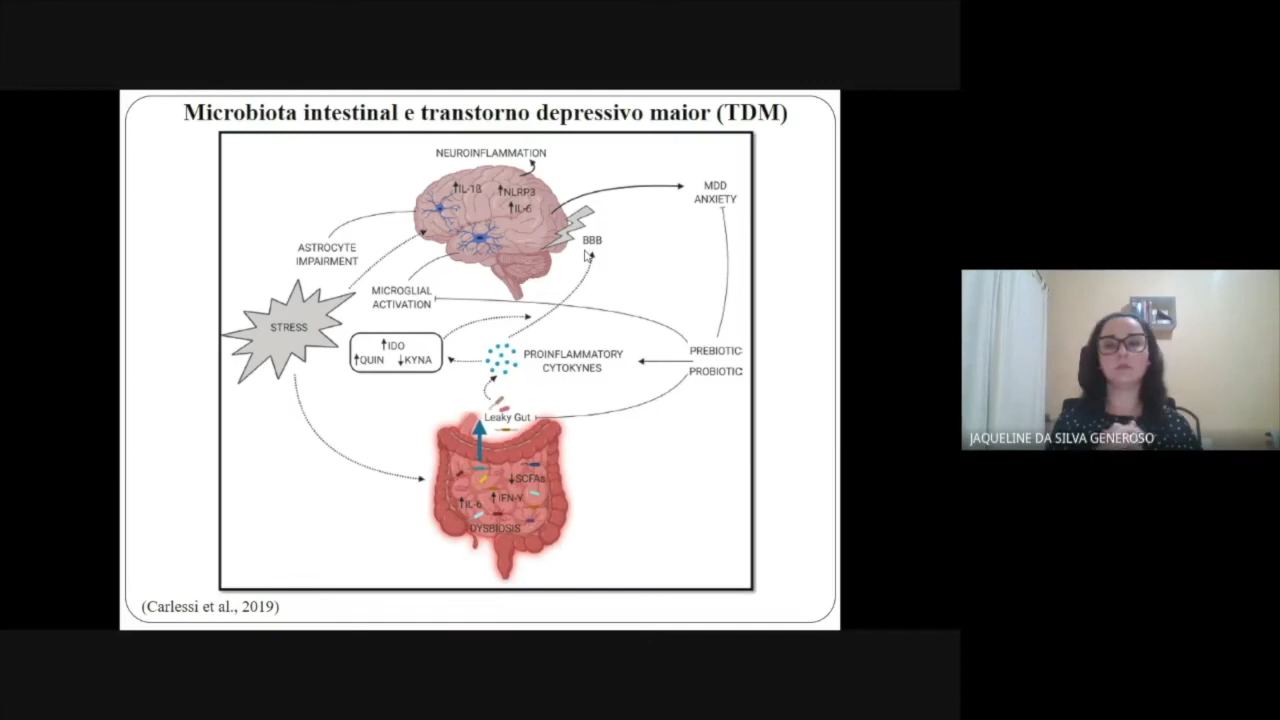 Microbiota intestinal e transtorno depressivo maior (TDM)
NEUROINFLAMMATION
IL-1ß
NLRP3
IL-6
MDD
ANXIETY
ASTROCYTE
IMPAIRMENT
BBB
MICROGLIAL
ACTIVATION
STRESS
IDO
QUIN
KYNA
PROINFLAMMATORY
CYTOKYNES
PREBIOTIC
PROBIOTIC
Leaky Gut
SCFAs
IL-6
IFN-Y
DYSBIOSIS
(Carlessi et al., 2019)
JAQUELINE DA SILVA GENEROSO